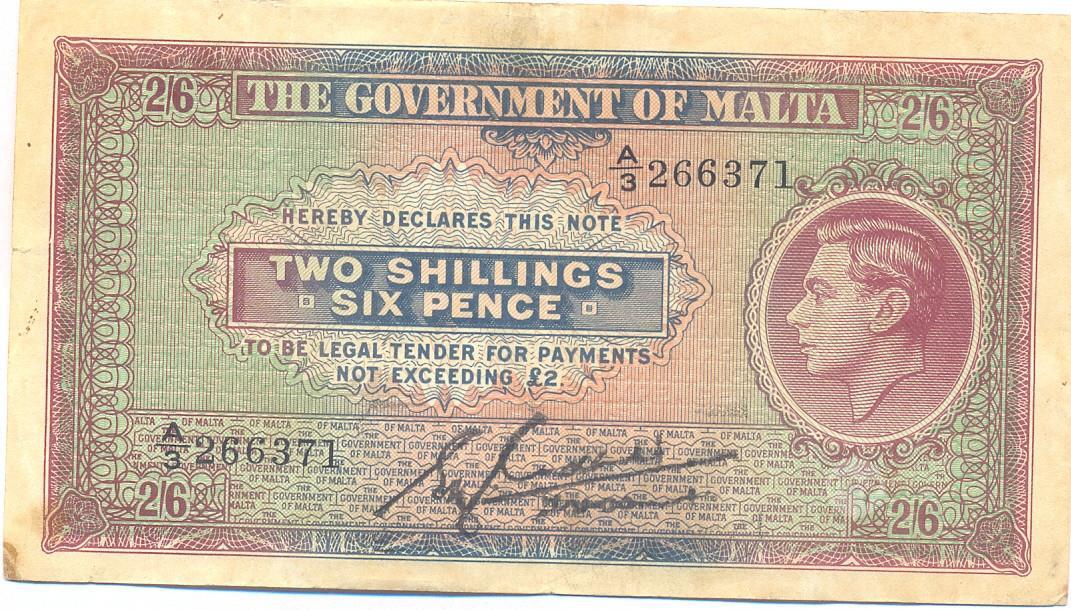 2/6 THE GOVERNMENT OF MALTA 2/6
A/3 266371
HEREBY DECLARES THIS NOTE
TWO SHILLINGS
SIX PENCE
TO BE LEGAL TENDER FOR PAYMENTS
NOT EXCEEDING £2.
A/3 266371
2/6 2/6